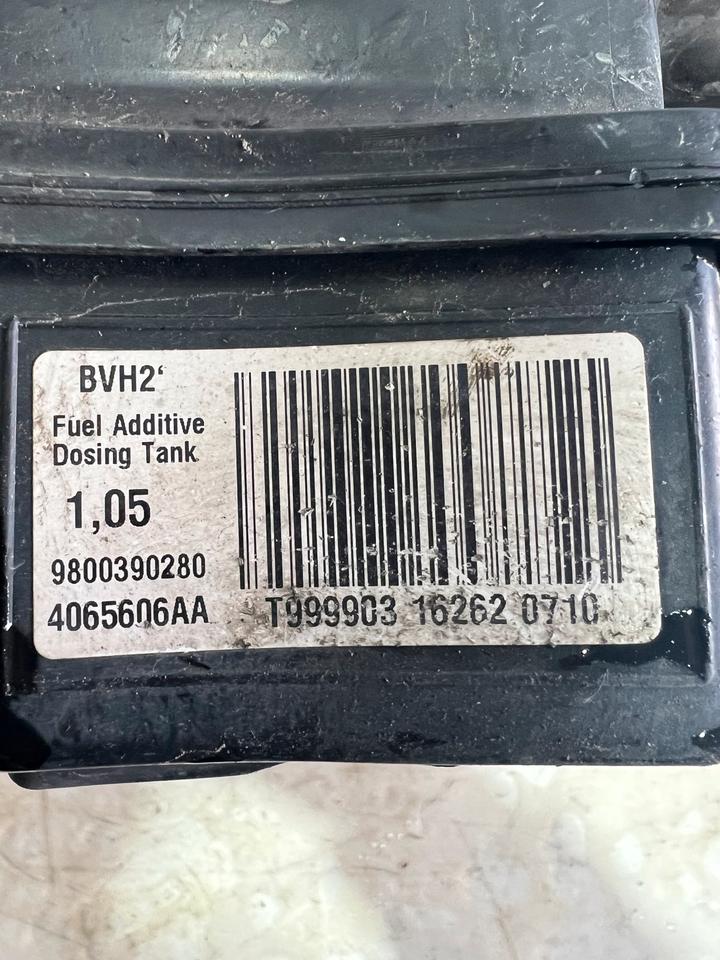 BVH2‘
Fuel Additive
Dosing Tank
1,05
9800390280
4065606AA
T999903 16262 0710